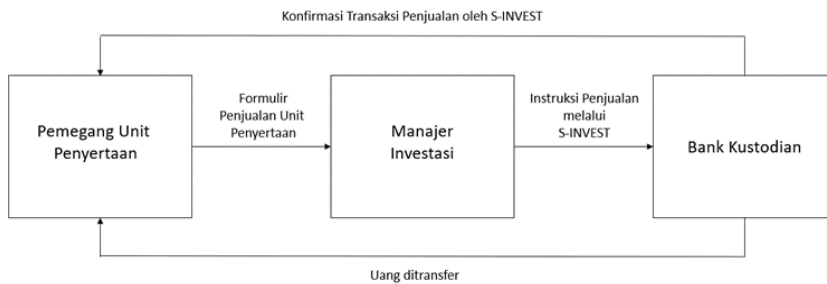 Konfirmasi Transaksi Penjualan oleh S-INVEST
Pemegang Unit
Penyertaan
Formulir
Penjualan Unit
Penyertaan
Manajer
Investasi
Instruksi Penjualan
melalui
S-INVEST
Bank Kustodian
Uang ditransfer